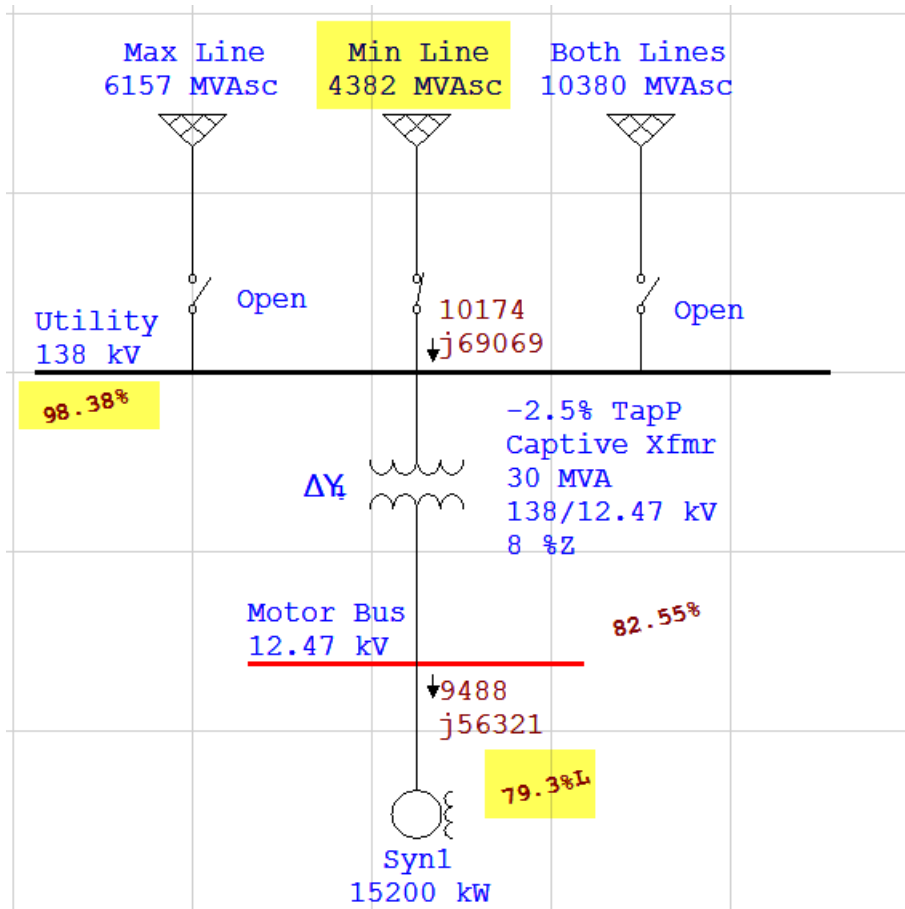 Max Line
6157 MVAsc
Min Line
4382 MVAsc
Both Lines
10380 MVAsc
Open
10174
j69069
Open
Utility
138 kV
98.38%
-2.5% TapP
Captive Xfmr
30 MVA
138/12.47 kV
8 %Z
ΔY
Motor Bus
12.47 kV
82.55%
9488
j56321
79.3%L
Syn1
15200 kW